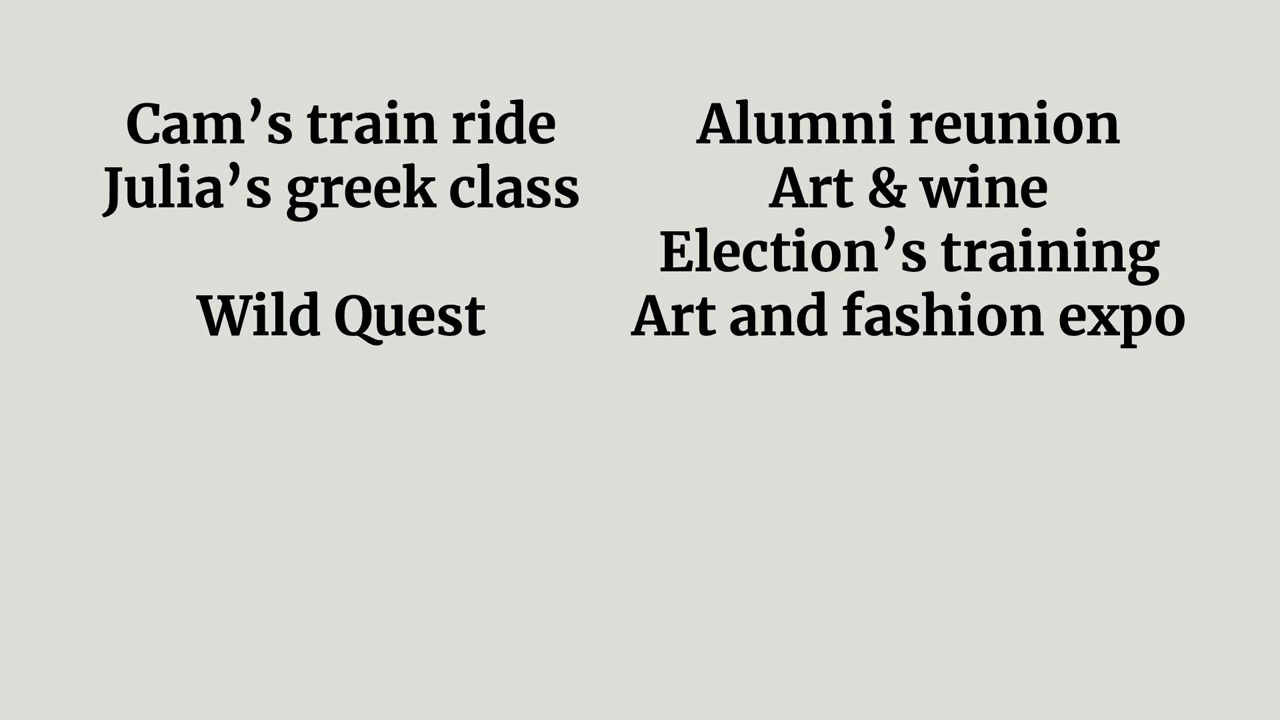 Cam’s train ride
Julia’s greek class
Wild Quest
Alumni reunion
Art & wine
Election’s training
Art and fashion expo